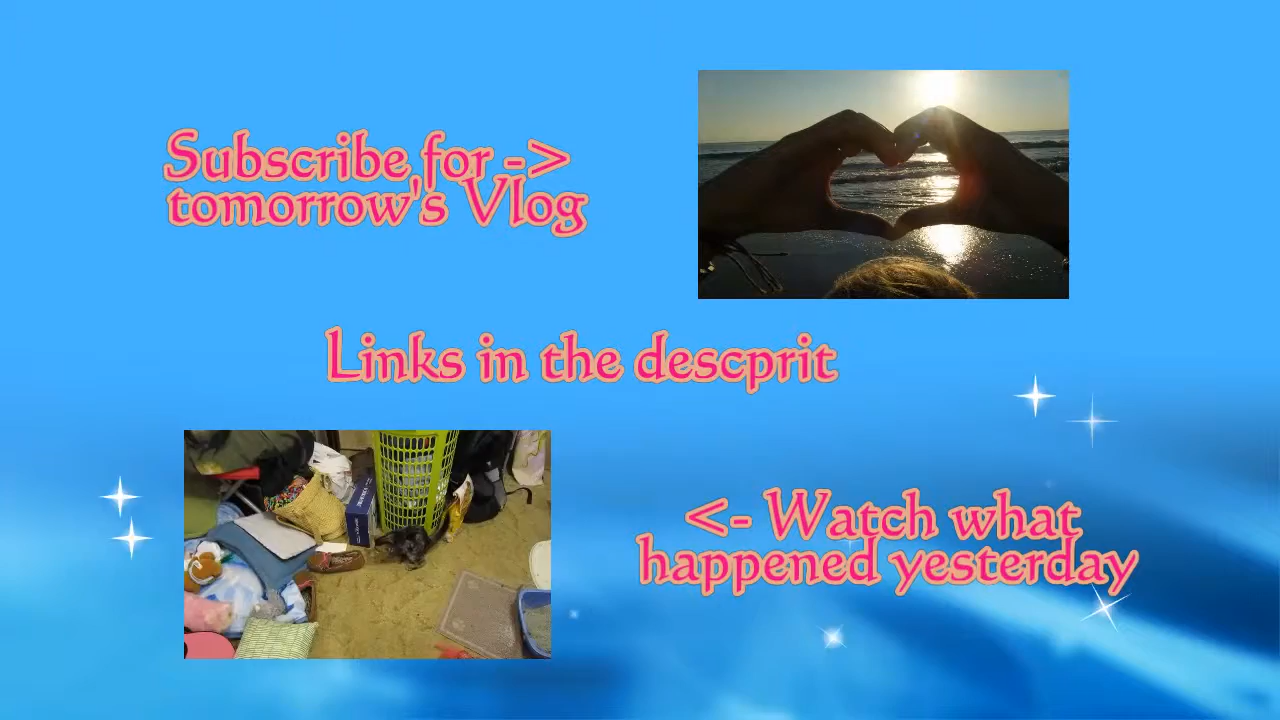 Subscribe for ->
tomorrow's Vlog
Links in the descprit
<- Watch what
happened yesterday